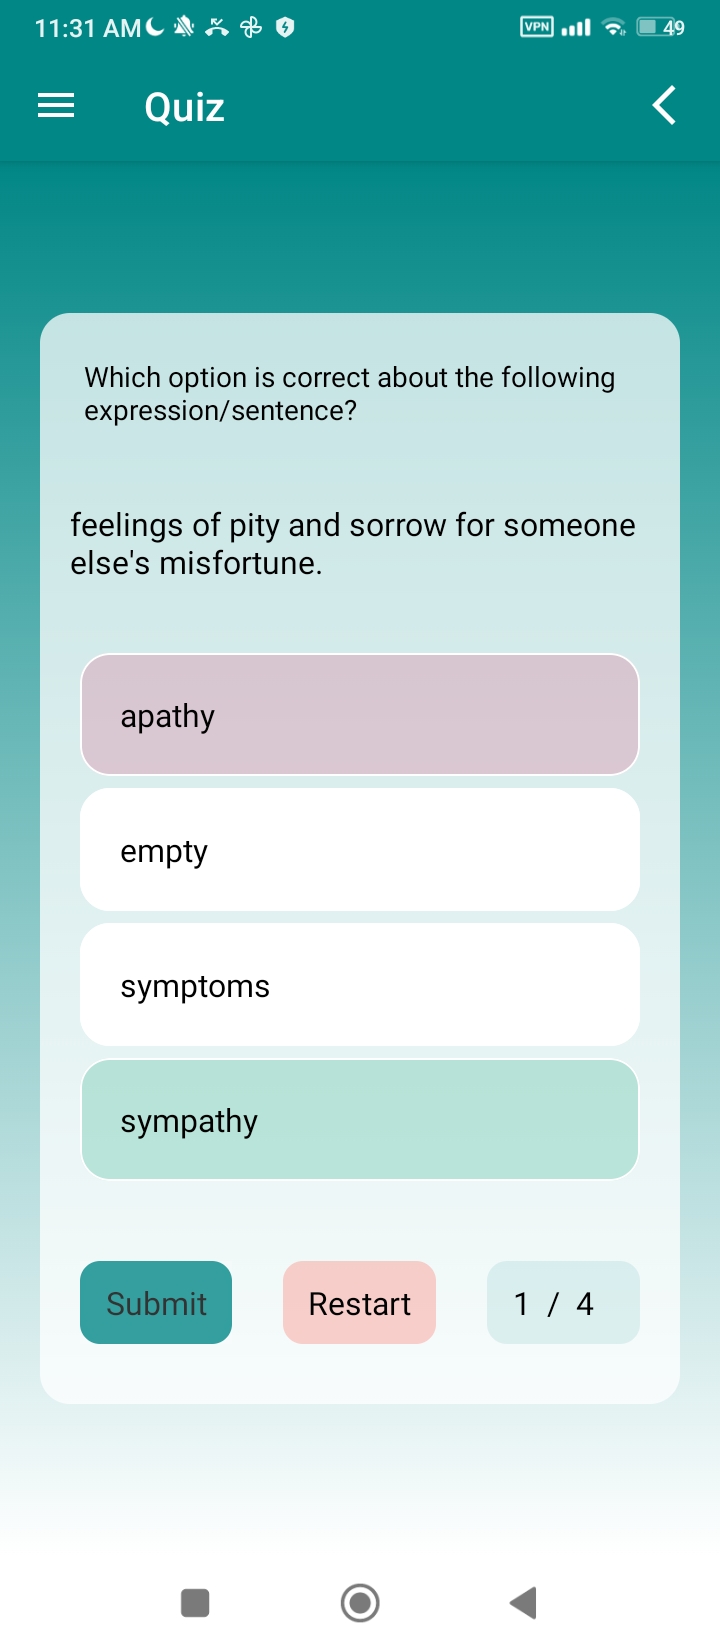 11:31 AM VPN 49
Quiz
Which option is correct about the following
expression/sentence?
feelings of pity and sorrow for someone
else's misfortune.
apathy
empty
symptoms
sympathy
Submit Restart 1 / 4